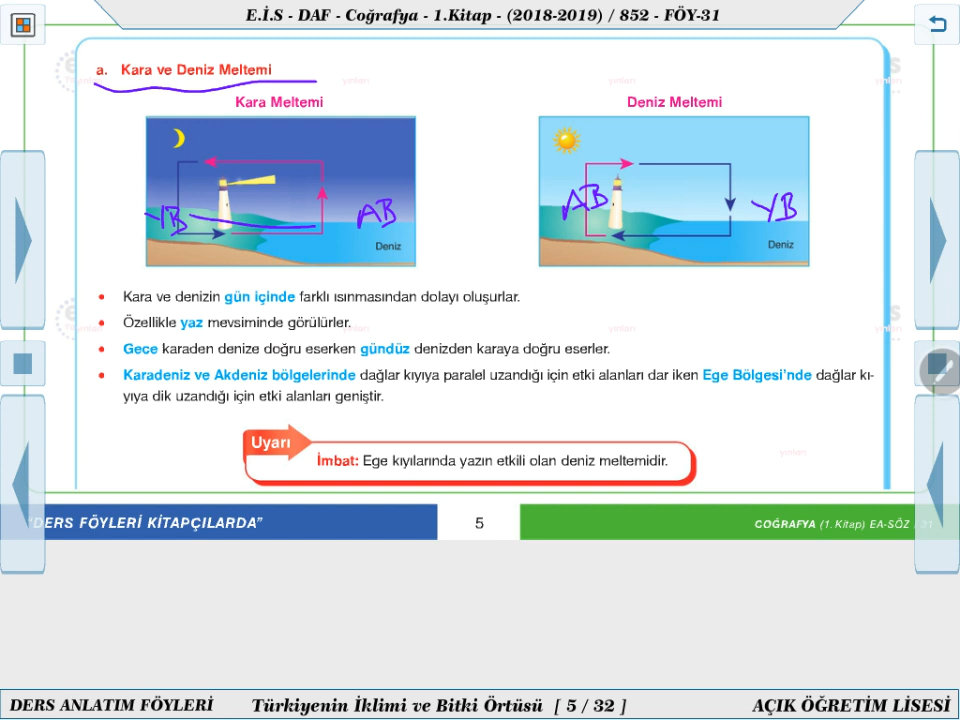 E.İ.S - DAF - Coğrafya - 1.Kitap - (2018-2019) / 852 - FÖY-31
a. Kara ve Deniz Meltemi
Kara Meltemi
Deniz Meltemi
YB
AB
Deniz
AB
YB
Deniz
• Kara ve denizin gün içinde farklı ısınmasından dolayı oluşurlar.
• Özellikle yaz mevsiminde görülürler.
• Gece karaden denize doğru eserken gündüz denizden karaya doğru eserler.
• Karadeniz ve Akdeniz bölgelerinde dağlar kıyıya paralel uzandığı için etki alanları dar iken Ege Bölgesi'nde dağlar kı-
yıya dik uzandığı için etki alanları geniştir.
Uyarı
İmbat: Ege kıyılarında yazın etkili olan deniz meltemidir.
"DERS FÖYLERİ KİTAPÇILARDA"
5
COĞRAFYA (1. Kitap) EA-SÖZ / 31
DERS ANLATIM FÖYLERİ
Türkiyenin İklimi ve Bitki Örtüsü [ 5 / 32 ]
AÇIK ÖĞRETİM LİSESİ